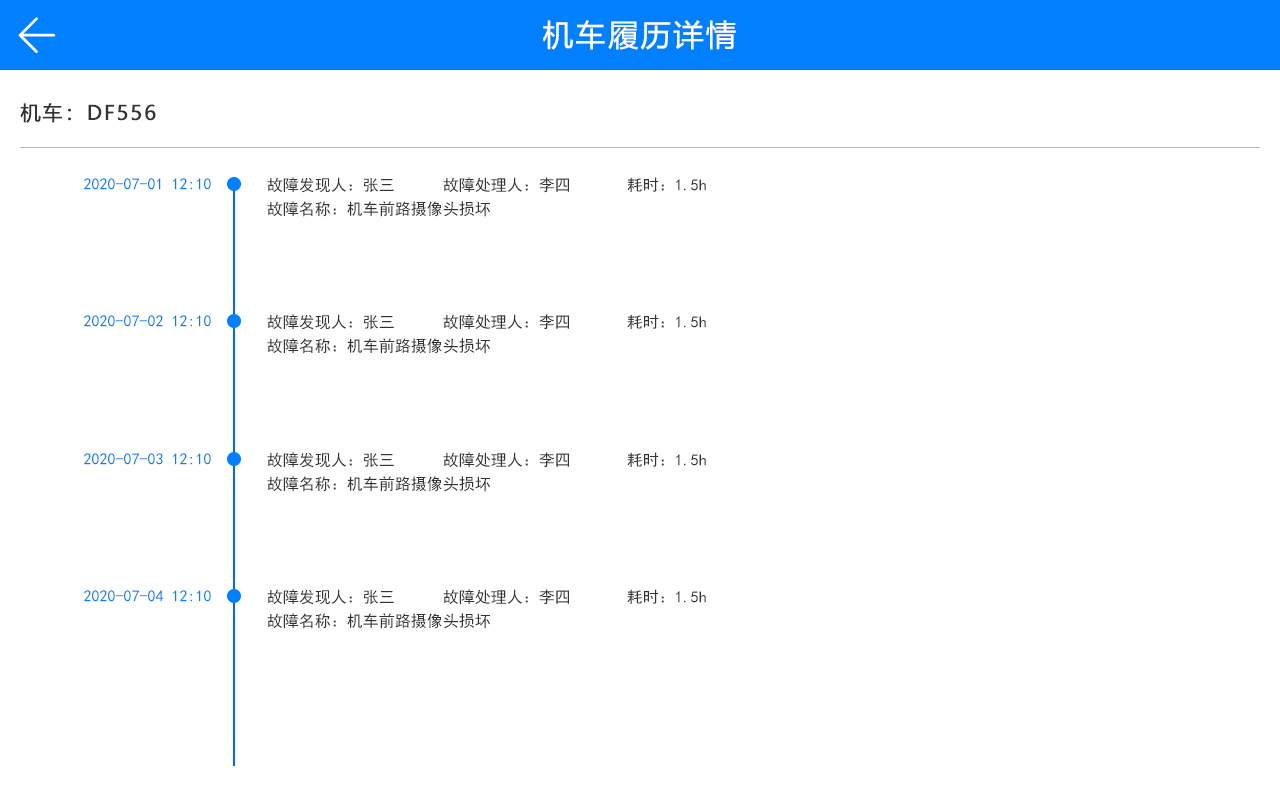 机车履历详情
机车：DF556
2020-07-01 12:10 故障发现人：张三 故障处理人：李四 耗时：1.5h
故障名称：机车前路摄像头损坏
2020-07-02 12:10 故障发现人：张三 故障处理人：李四 耗时：1.5h
故障名称：机车前路摄像头损坏
2020-07-03 12:10 故障发现人：张三 故障处理人：李四 耗时：1.5h
故障名称：机车前路摄像头损坏
2020-07-04 12:10 故障发现人：张三 故障处理人：李四 耗时：1.5h
故障名称：机车前路摄像头损坏